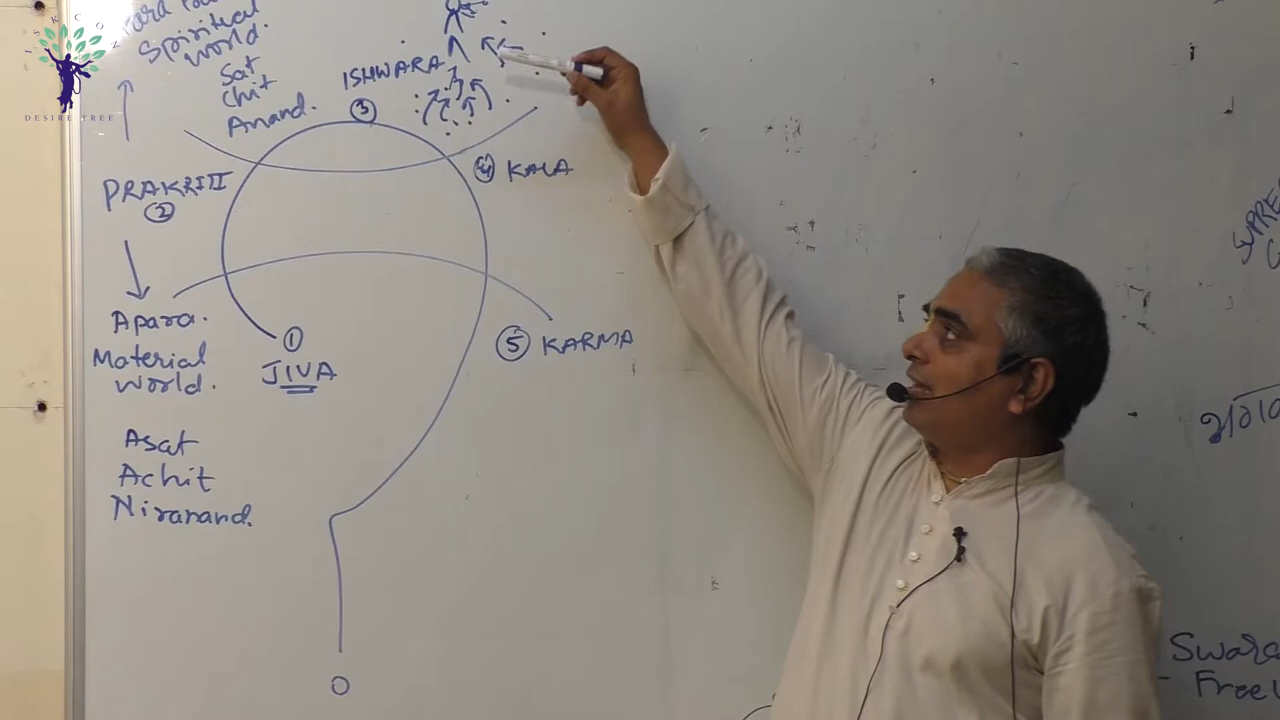 ISKCON
DESIRE TREE
Spiritual
World.
Sat
Chit
Anand.
ISHWARA
3
4 KALA
PRAKRITI
2
Apara.
Material
World.
1
JIVA
5 KARMA
Asat
Achit
Niranand.